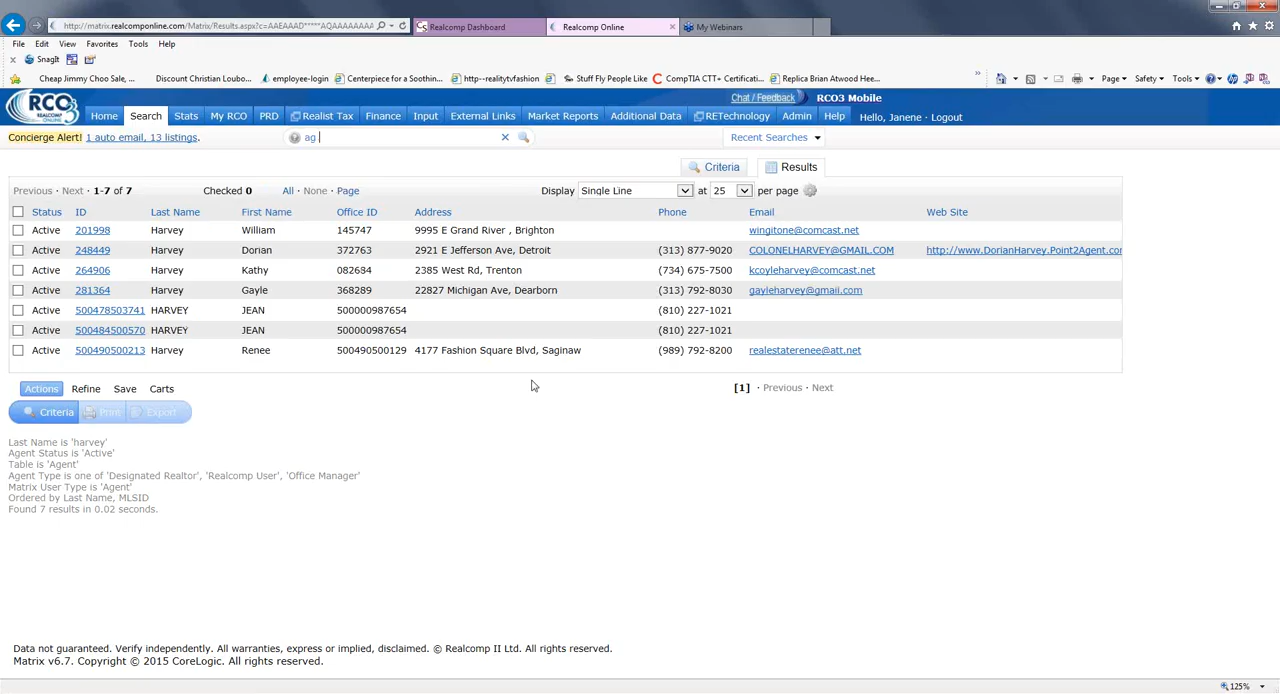 http://matrix.realcomponline.com/Matrix/Results.aspx?c=AAEAAAD*****AQAAAAAAAA
Realcomp Dashboard
Realcomp Online
My Webinars
File Edit View Favorites Tools Help
SnagIt
Cheap Jimmy Choo Sale, ... Discount Christian Loubo... employee-login Centerpiece for a Soothin... http--realitytvfashion Stuff Fly People Like CompTIA CTT+ Certificati... Replica Brian Atwood Hee... Page Safety Tools
RCO3 REALCOMP ONLINE
Chat / Feedback RCO3 Mobile
Home Search Stats My RCO PRD Realist Tax Finance Input External Links Market Reports Additional Data RETechnology Admin Help Hello, Janene · Logout
Concierge Alert! 1 auto email, 13 listings. ag Recent Searches
Criteria Results
Previous · Next · 1-7 of 7 Checked 0 All · None · Page Display Single Line at 25 per page
Status ID Last Name First Name Office ID Address Phone Email Web Site
Active 201998 Harvey William 145747 9995 E Grand River , Brighton wingitone@comcast.net
Active 248449 Harvey Dorian 372763 2921 E Jefferson Ave, Detroit (313) 877-9020 COLONELHARVEY@GMAIL.COM http://www.DorianHarvey.Point2Agent.cor
Active 264906 Harvey Kathy 082684 2385 West Rd, Trenton (734) 675-7500 kcoyleharvey@comcast.net
Active 281364 Harvey Gayle 368289 22827 Michigan Ave, Dearborn (313) 792-8030 gayleharvey@gmail.com
Active 500478503741 HARVEY JEAN 500000987654 (810) 227-1021
Active 500484500570 HARVEY JEAN 500000987654 (810) 227-1021
Active 500490500213 Harvey Renee 500490500129 4177 Fashion Square Blvd, Saginaw (989) 792-8200 realestaterenee@att.net
Actions Refine Save Carts [1] · Previous · Next
Criteria Print Export
Last Name is 'harvey'
Agent Status is 'Active'
Table is 'Agent'
Agent Type is one of 'Designated Realtor', 'Realcomp User', 'Office Manager'
Matrix User Type is 'Agent'
Ordered by Last Name, MLSID
Found 7 results in 0.02 seconds.
Data not guaranteed. Verify independently. All warranties, express or implied, disclaimed. © Realcomp II Ltd. All rights reserved.
Matrix v6.7. Copyright © 2015 CoreLogic. All rights reserved.
125%